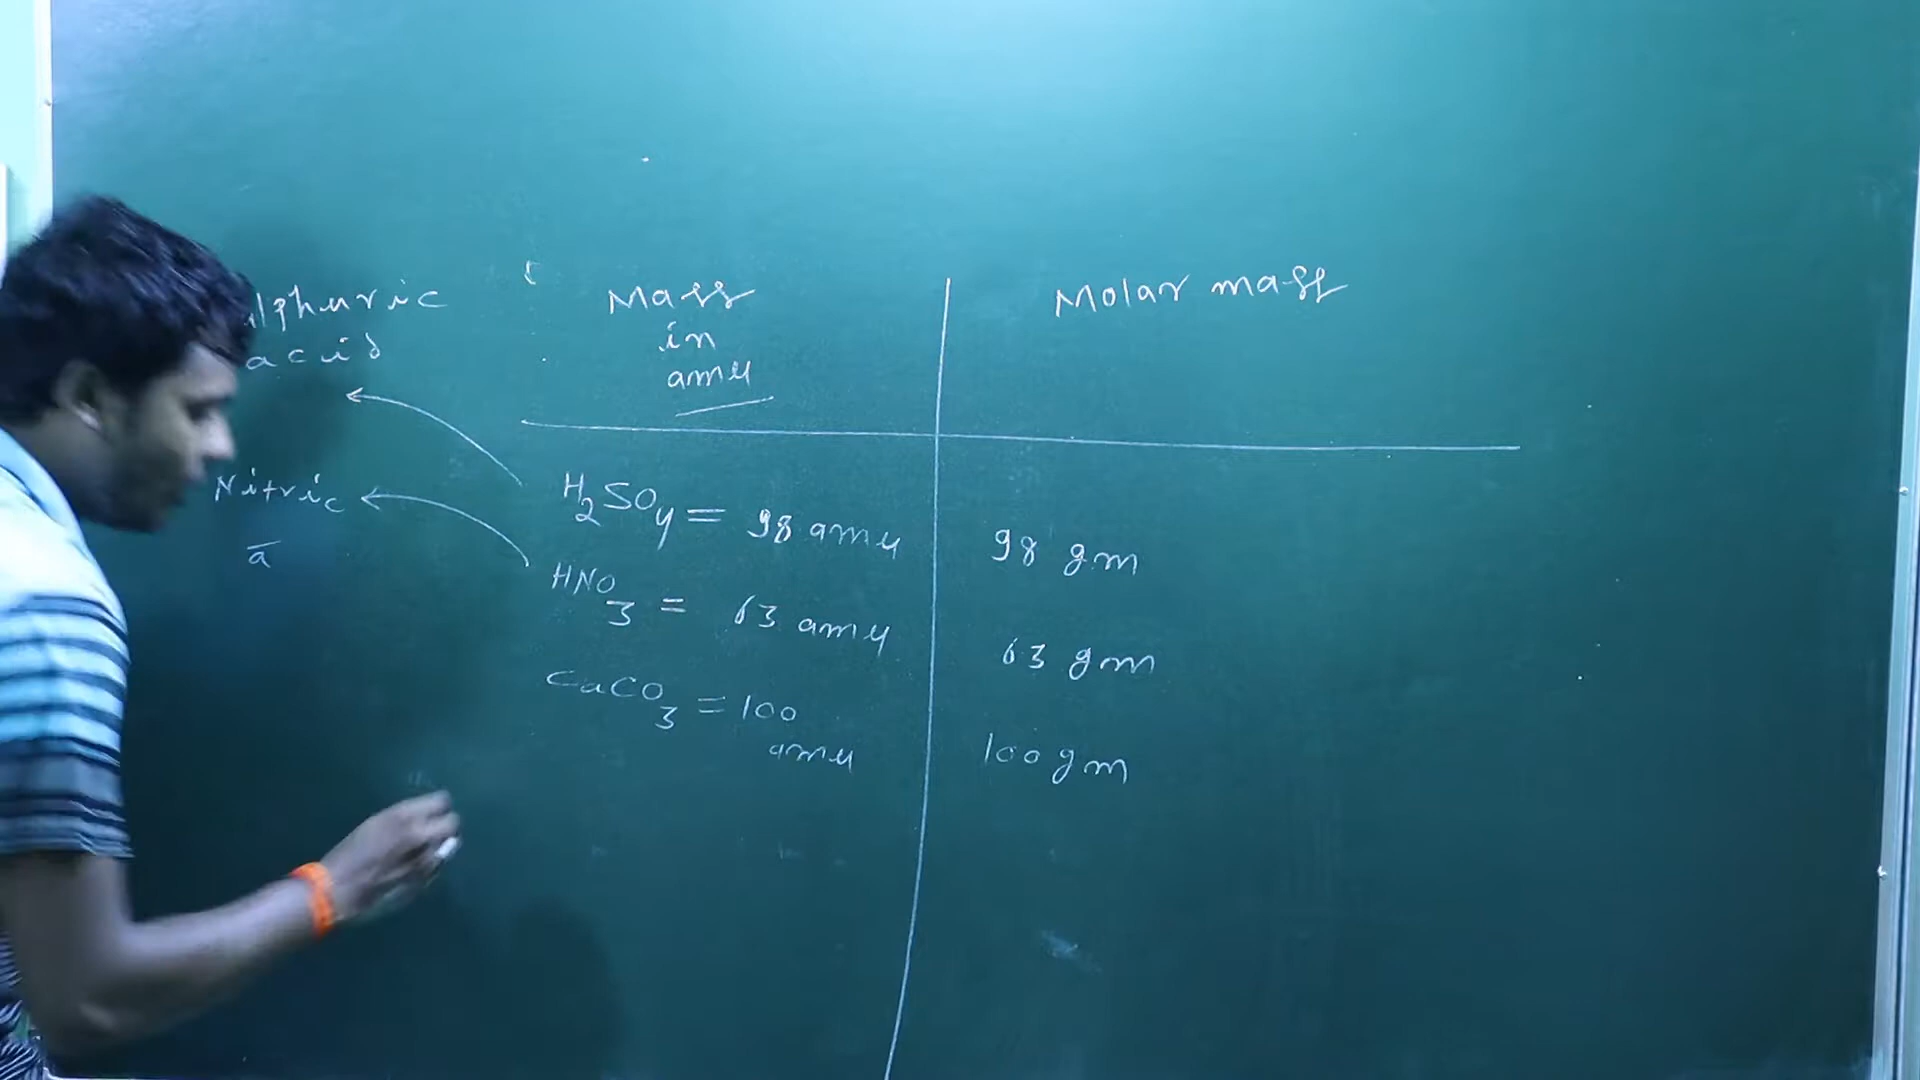 lphuric
acid
Nitric
a
Mass
in
amu
Molar mass
H2SO4 = 98 amu
98 gm
HNO3 = 63 amu
63 gm
CaCO3 = 100
amu
100 gm